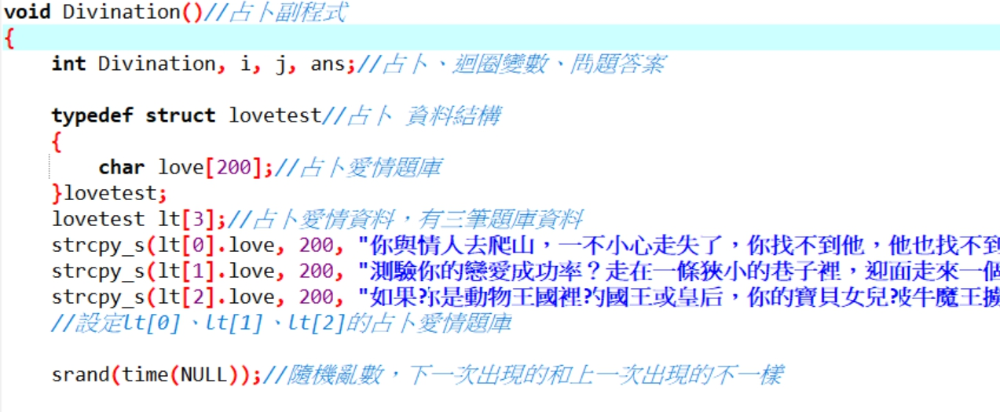 void Divination()//占卜副程式
{
int Divination, i, j, ans;//占卜、迴圈變數、問題答案
typedef struct lovetest//占卜 資料結構
{
char love[200];//占卜愛情題庫
}lovetest;
lovetest lt[3];//占卜愛情資料，有三筆題庫資料
strcpy_s(lt[0].love, 200, "你與情人去爬山，一不小心走失了，你找不到他，他也找不到
strcpy_s(lt[1].love, 200, "測驗你的戀愛成功率？走在一條狹小的巷子裡，迎面走來一個
strcpy_s(lt[2].love, 200, "如果?尔是動物王國裡?勺國王或皇后，你的寶貝女兒?皮牛魔王擄
//設定lt[0]、lt[1]、lt[2]的占卜愛情題庫
srand(time(NULL));//隨機亂數，下一次出現的和上一次出現的不一樣